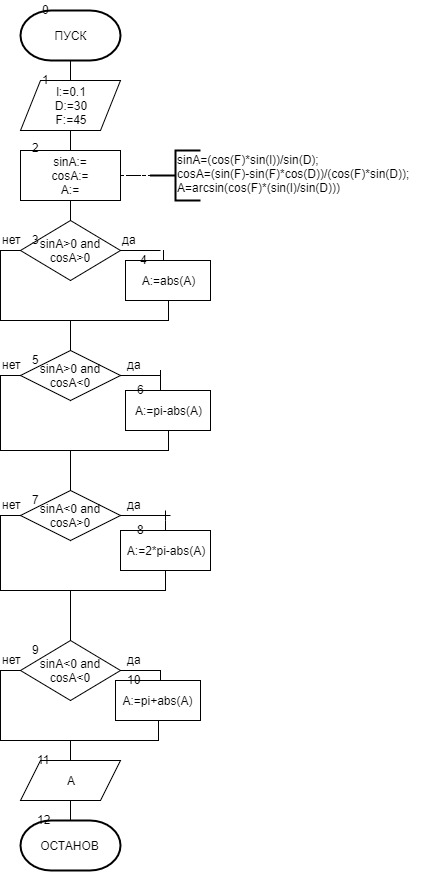 0
ПУСК
1
I:=0.1
D:=30
F:=45
2
sinA:=
cosA:=
A:=
sinA=(cos(F)*sin(I))/sin(D);
cosA=(sin(F)-sin(F)*cos(D))/(cos(F)*sin(D));
A=arcsin(cos(F)*(sin(I)/sin(D)))
нет
3
sinA>0 and
cosA>0
да
4
A:=abs(A)
нет
5
sinA>0 and
cosA<0
да
6
A:=pi-abs(A)
нет
7
sinA<0 and
cosA>0
да
8
A:=2*pi-abs(A)
нет
9
sinA<0 and
cosA<0
да
10
A:=pi+abs(A)
11
A
12
ОСТАНОВ